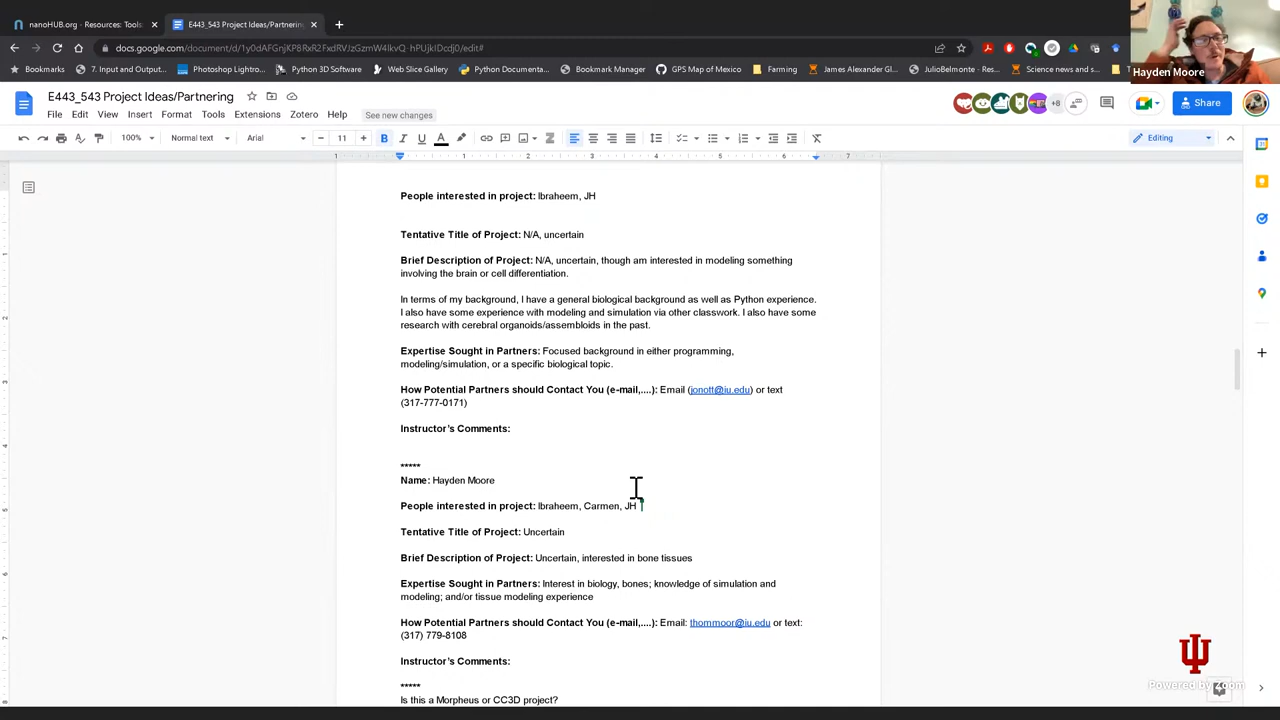 nanoHUB.org - Resources: Tools:
E443_543 Project Ideas/Partnering
Hayden Moore
Bookmarks
7. Input and Output...
Photoshop Lightro...
Python 3D Software
Web Slice Gallery
Python Documenta...
Bookmark Manager
GPS Map of Mexico
Farming
James Alexander Gl...
JulioBelmonte - Res...
Science news and s...
E443_543 Project Ideas/Partnering
File Edit View Insert Format Tools Extensions Zotero Help See new changes
+8
Share
100% Normal text Arial 11
Editing
People interested in project: Ibraheem, JH
Tentative Title of Project: N/A, uncertain
Brief Description of Project: N/A, uncertain, though am interested in modeling something
involving the brain or cell differentiation.
In terms of my background, I have a general biological background as well as Python experience.
I also have some experience with modeling and simulation via other classwork. I also have some
research with cerebral organoids/assembloids in the past.
Expertise Sought in Partners: Focused background in either programming,
modeling/simulation, or a specific biological topic.
How Potential Partners should Contact You (e-mail,....): Email (jonott@iu.edu) or text
(317-777-0171)
Instructor's Comments:
*****
Name: Hayden Moore
People interested in project: Ibraheem, Carmen, JH
Tentative Title of Project: Uncertain
Brief Description of Project: Uncertain, interested in bone tissues
Expertise Sought in Partners: Interest in biology, bones; knowledge of simulation and
modeling; and/or tissue modeling experience
How Potential Partners should Contact You (e-mail,....): Email: thommoor@iu.edu or text:
(317) 779-8108
Instructor's Comments:
*****
Is this a Morpheus or CC3D project?
Powered by Zoom